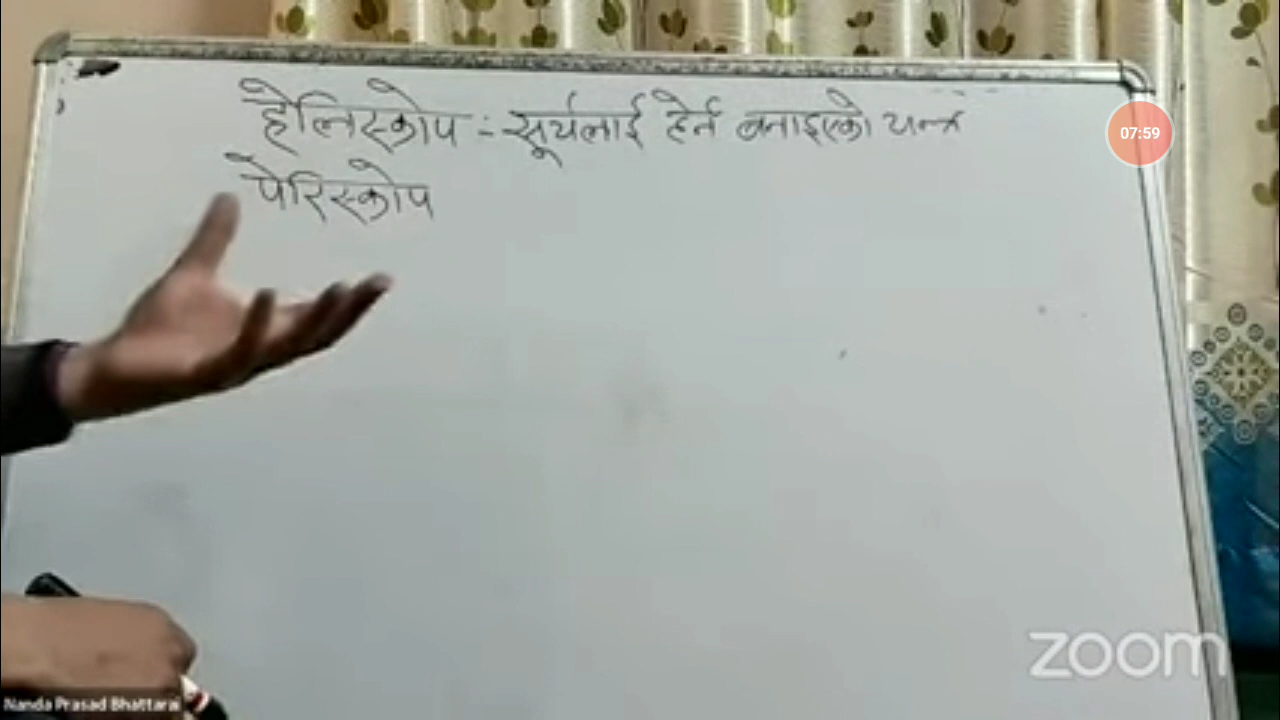 हेलिस्कोप :- सूर्यलाई हेर्न बनाइएको यन्त्र
पेरिस्कोप
07:59
zoom
Nanda Prasad Bhattarai